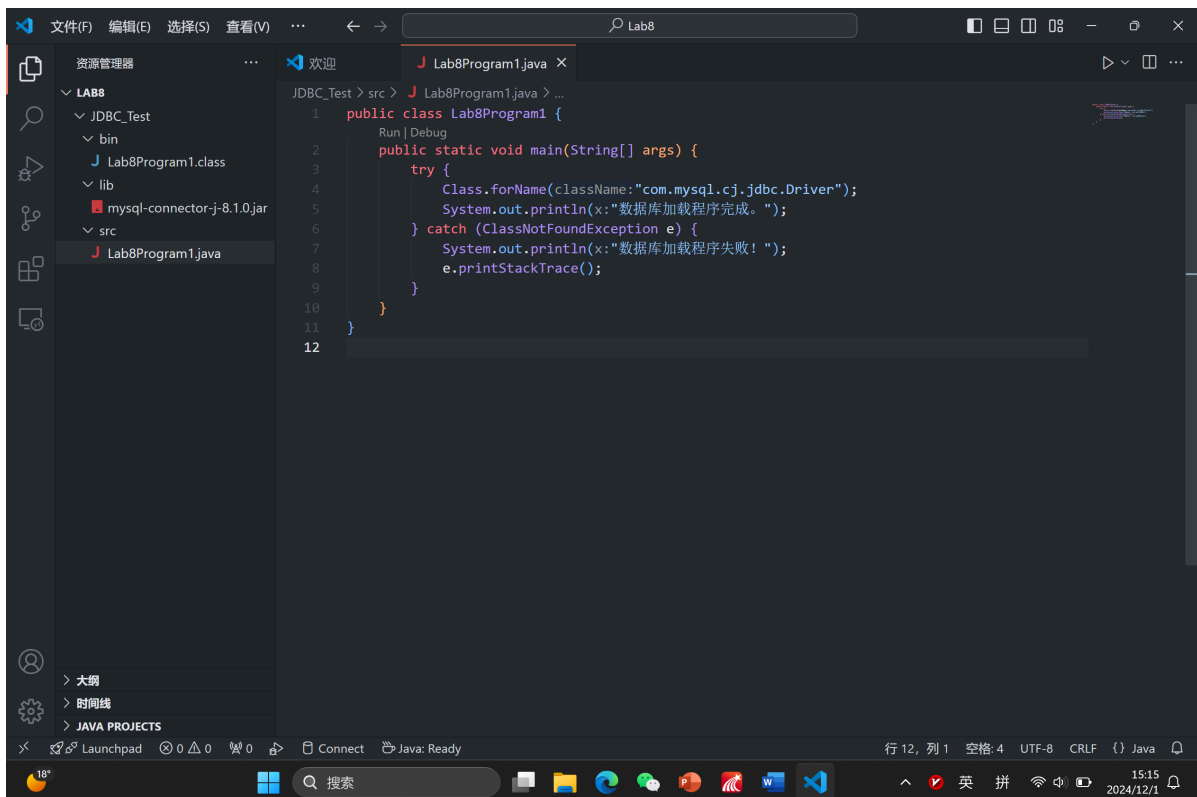 文件(F) 编辑(E) 选择(S) 查看(V) ··· Lab8
资源管理器 ···
欢迎
Lab8Program1.java
LAB8
JDBC_Test
bin
Lab8Program1.class
lib
mysql-connector-j-8.1.0.jar
src
Lab8Program1.java
大纲
时间线
JAVA PROJECTS
JDBC_Test > src > Lab8Program1.java > ...
1 public class Lab8Program1 {
Run | Debug
2 public static void main(String[] args) {
3 try {
4 Class.forName(className:"com.mysql.cj.jdbc.Driver");
5 System.out.println(x:"数据库加载程序完成。");
6 } catch (ClassNotFoundException e) {
7 System.out.println(x:"数据库加载程序失败！");
8 e.printStackTrace();
9 }
10 }
11 }
12
Launchpad 0 0 0 Connect Java: Ready 行 12，列 1 空格: 4 UTF-8 CRLF {} Java
18° 搜索 英 拼 15:15
2024/12/1